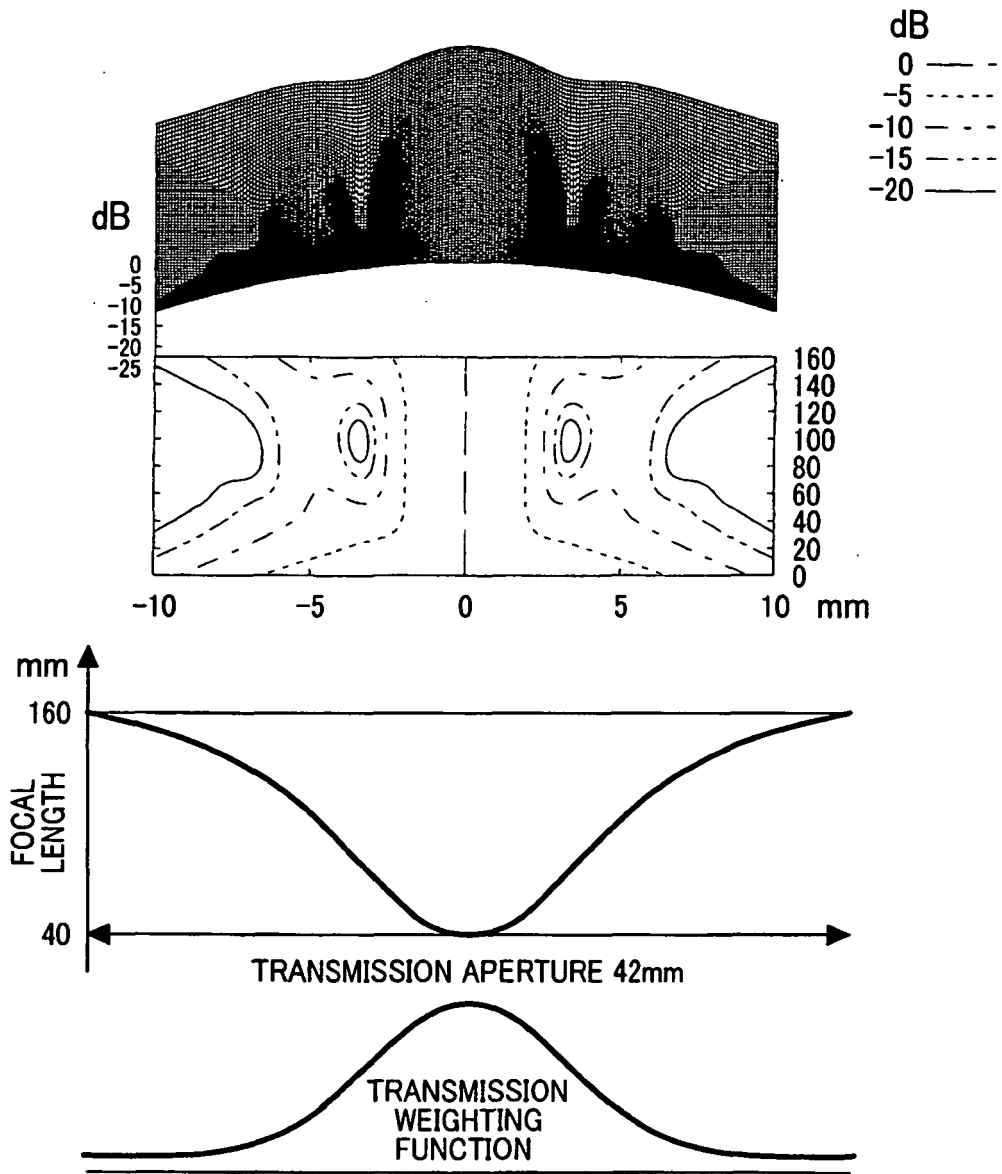 dB
0
-5
-10
-15
-20
dB
0
-5
-10
-15
-20
-25
160
140
120
100
80
60
40
20
0
-10 -5 0 5 10 mm
mm
160
FOCAL
LENGTH
40
TRANSMISSION APERTURE 42mm
TRANSMISSION
WEIGHTING
FUNCTION